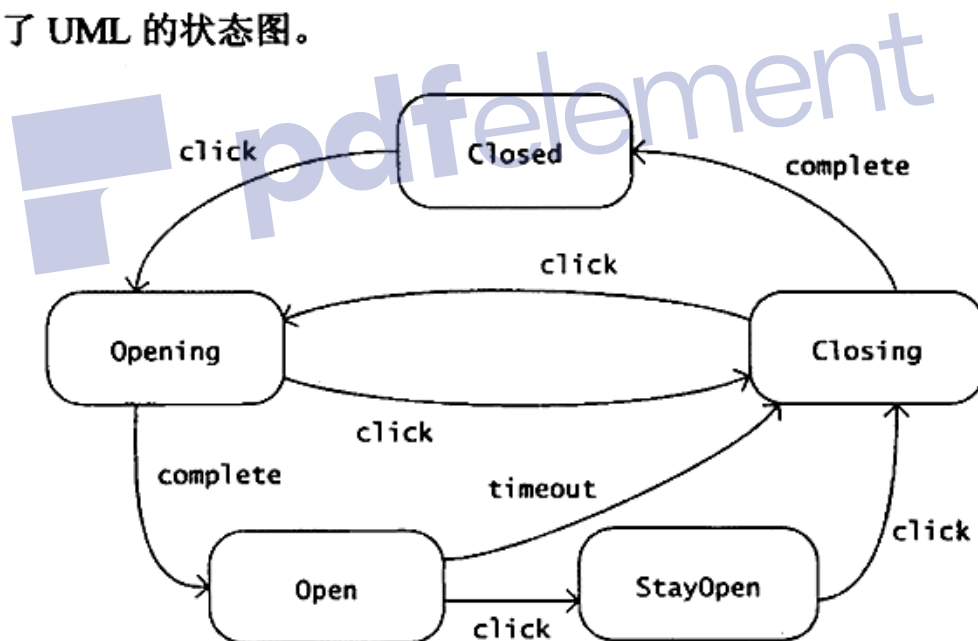 了 UML 的状态图。
pdfelement
click
Closed
complete
click
Opening
Closing
click
complete
timeout
click
Open
StayOpen
click